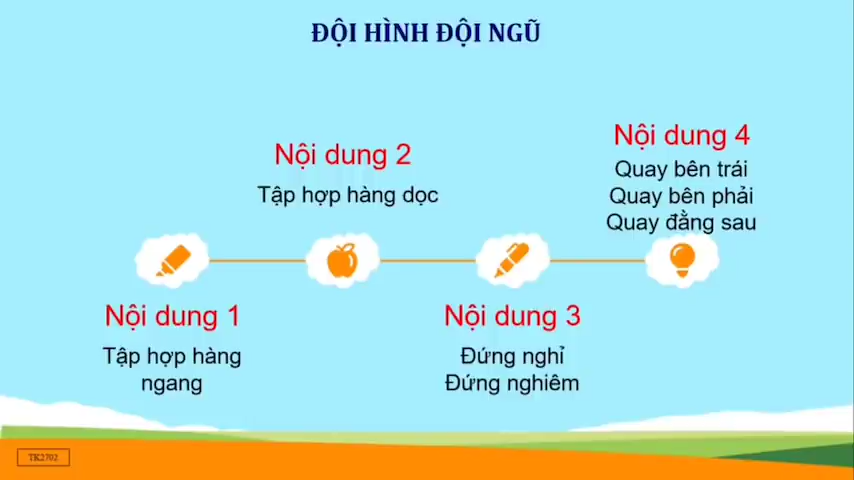 ĐỘI HÌNH ĐỘI NGŨ
Nội dung 1
Tập hợp hàng
ngang
Nội dung 2
Tập hợp hàng dọc
Nội dung 3
Đứng nghỉ
Đứng nghiêm
Nội dung 4
Quay bên trái
Quay bên phải
Quay đằng sau
TK2702